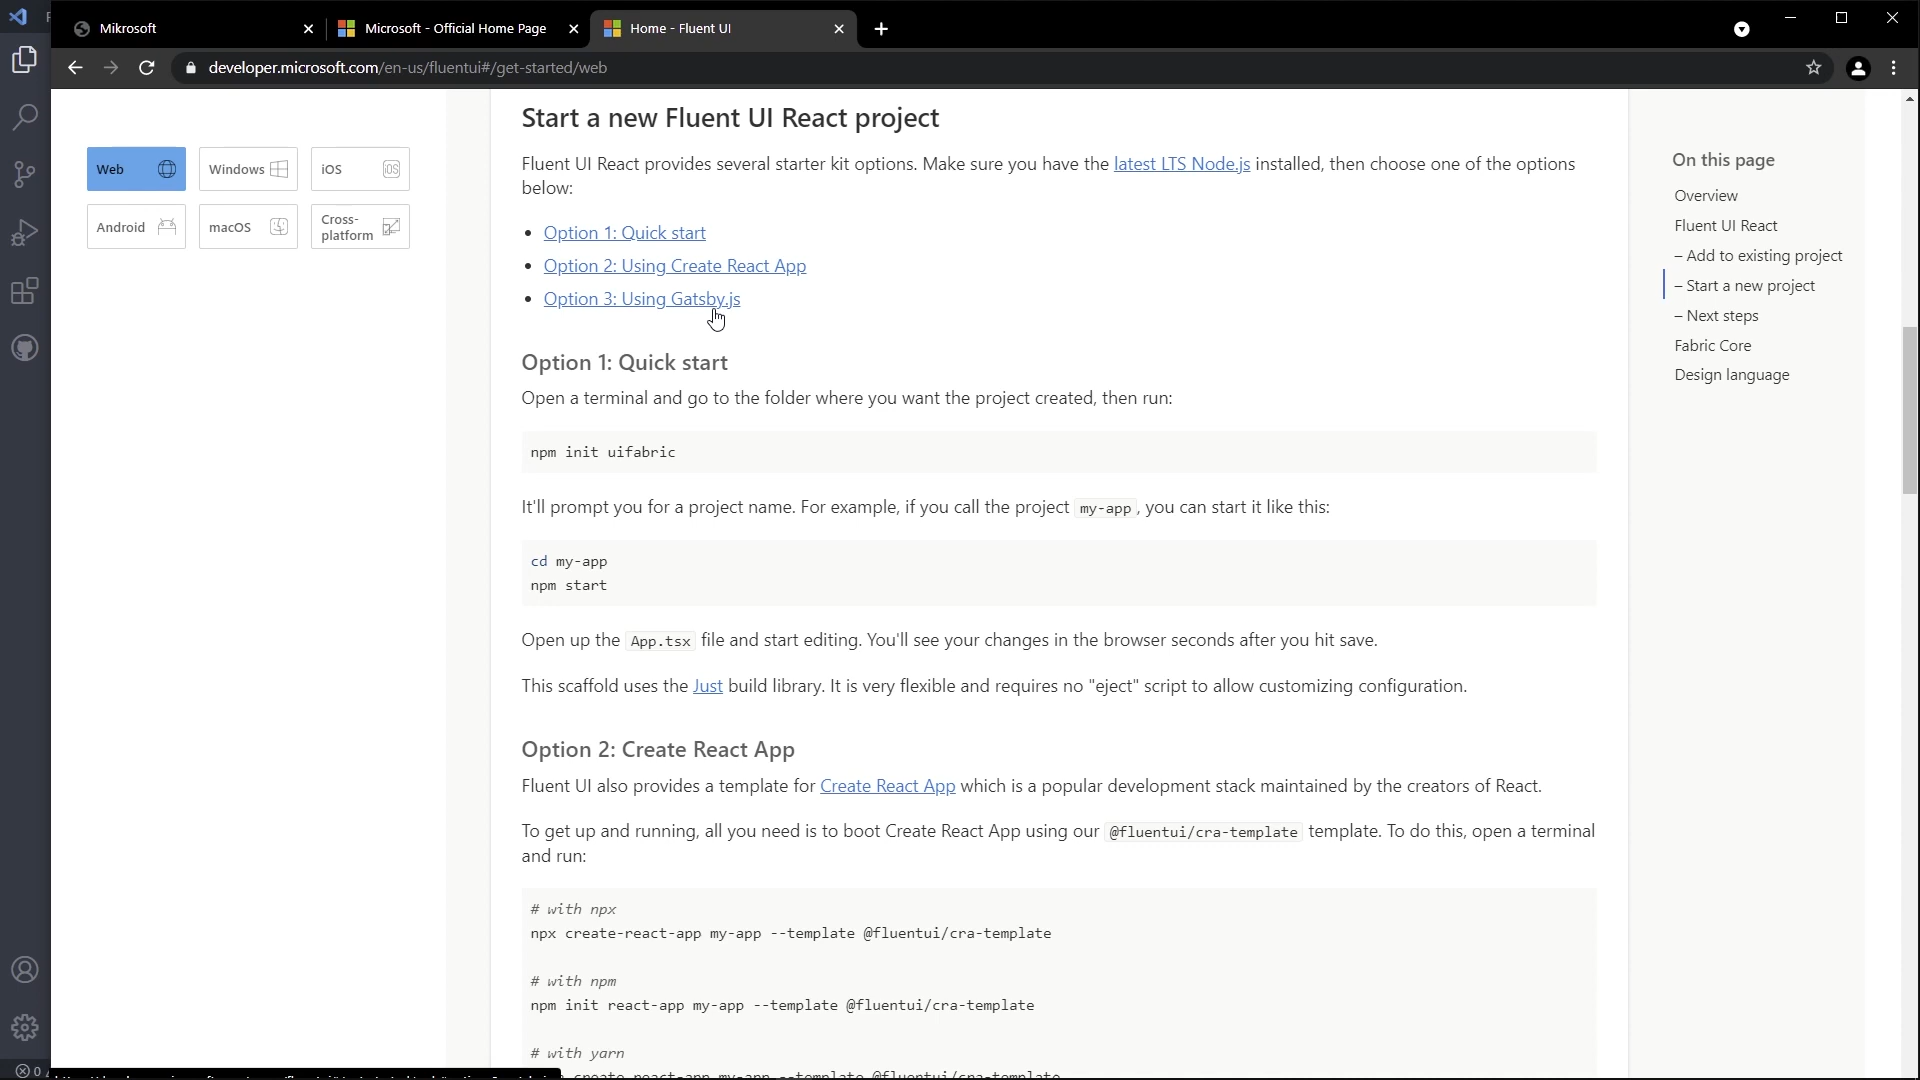 Mikrosoft
Microsoft - Official Home Page
Home - Fluent UI
developer.microsoft.com/en-us/fluentui#/get-started/web
Web
Windows
iOS
Android
macOS
Cross-
platform
Start a new Fluent UI React project
Fluent UI React provides several starter kit options. Make sure you have the latest LTS Node.js installed, then choose one of the options
below:
• Option 1: Quick start
• Option 2: Using Create React App
• Option 3: Using Gatsby.js
Option 1: Quick start
Open a terminal and go to the folder where you want the project created, then run:
npm init uifabric
It'll prompt you for a project name. For example, if you call the project my-app, you can start it like this:
cd my-app
npm start
Open up the App.tsx file and start editing. You'll see your changes in the browser seconds after you hit save.
This scaffold uses the Just build library. It is very flexible and requires no "eject" script to allow customizing configuration.
Option 2: Create React App
Fluent UI also provides a template for Create React App which is a popular development stack maintained by the creators of React.
To get up and running, all you need is to boot Create React App using our @fluentui/cra-template template. To do this, open a terminal
and run:
# with npx
npx create-react-app my-app --template @fluentui/cra-template
# with npm
npm init react-app my-app --template @fluentui/cra-template
# with yarn
create react-app my-app --template @fluentui/cra-template
On this page
Overview
Fluent UI React
– Add to existing project
– Start a new project
– Next steps
Fabric Core
Design language
0